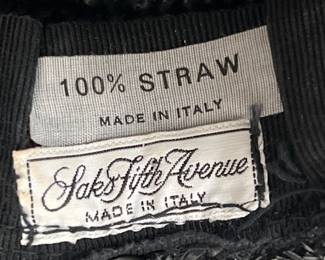 100% STRAW
MADE IN ITALY
Saks Fifth Avenue
MADE IN ITALY